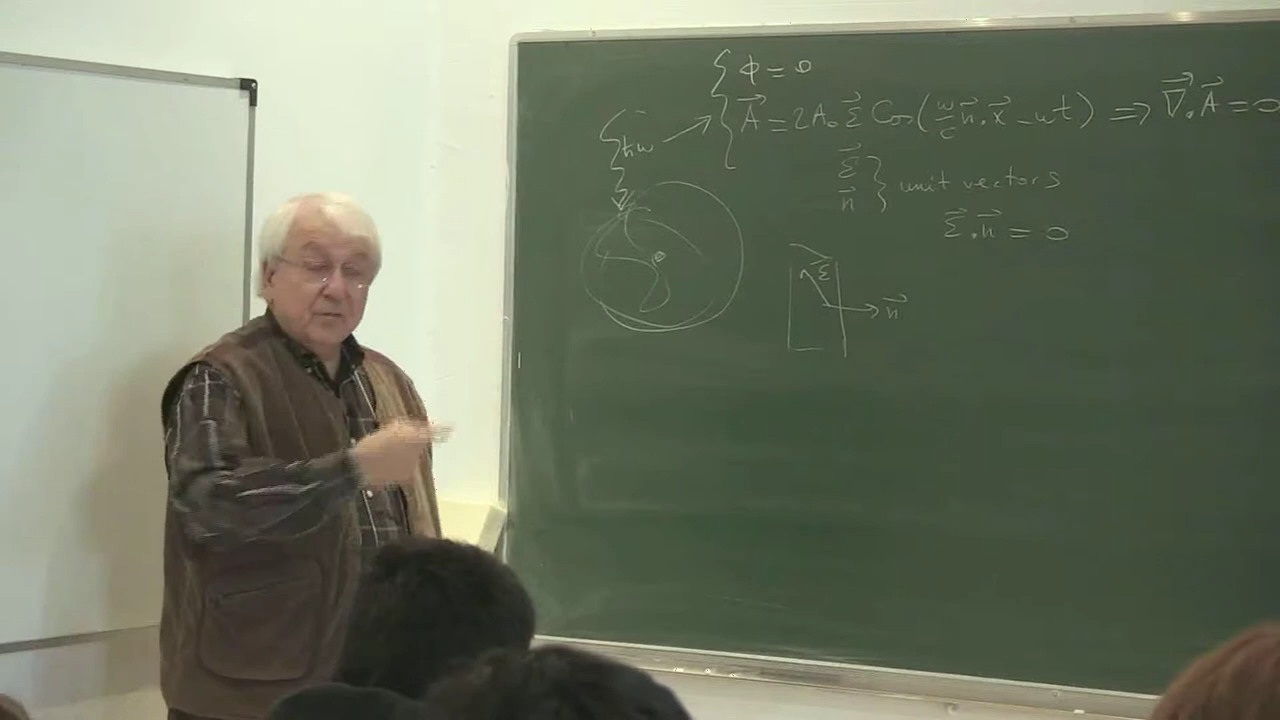 ϕ = 0
ħω
A⃗ = 2A₀ ε⃗ Cos(ω/c n⃗.x⃗ - ωt) ⟹ ∇⃗.A⃗ = 0
ε⃗
n⃗ } unit vectors
ε⃗.n⃗ = 0
ε⃗
n⃗